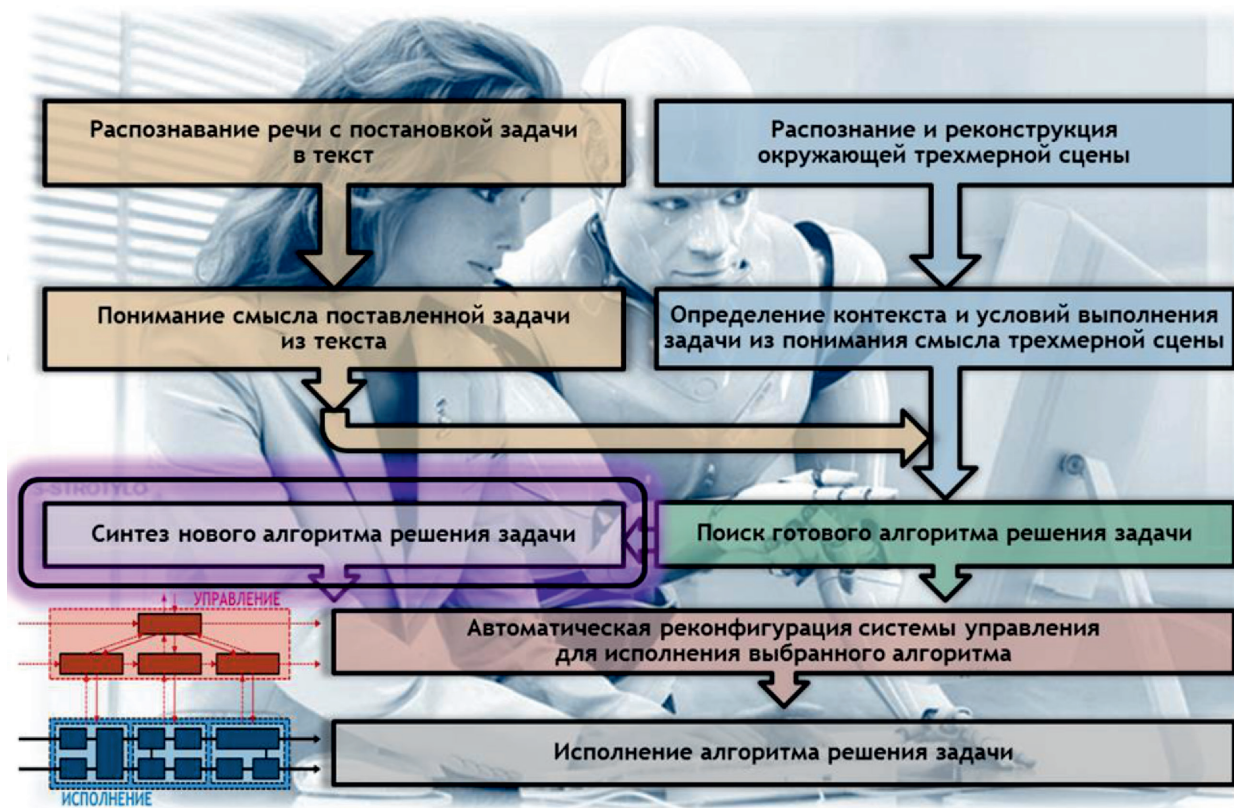 Распознавание речи с постановкой задачи
в текст
Распознание и реконструкция
окружающей трехмерной сцены
Понимание смысла поставленной задачи
из текста
Определение контекста и условий выполнения
задачи из понимания смысла трехмерной сцены
S-STROTYLO
Синтез нового алгоритма решения задачи
Поиск готового алгоритма решения задачи
УПРАВЛЕНИЕ
Автоматическая реконфигурация системы управления
для исполнения выбранного алгоритма
Исполнение алгоритма решения задачи
ИСПОЛНЕНИЕ